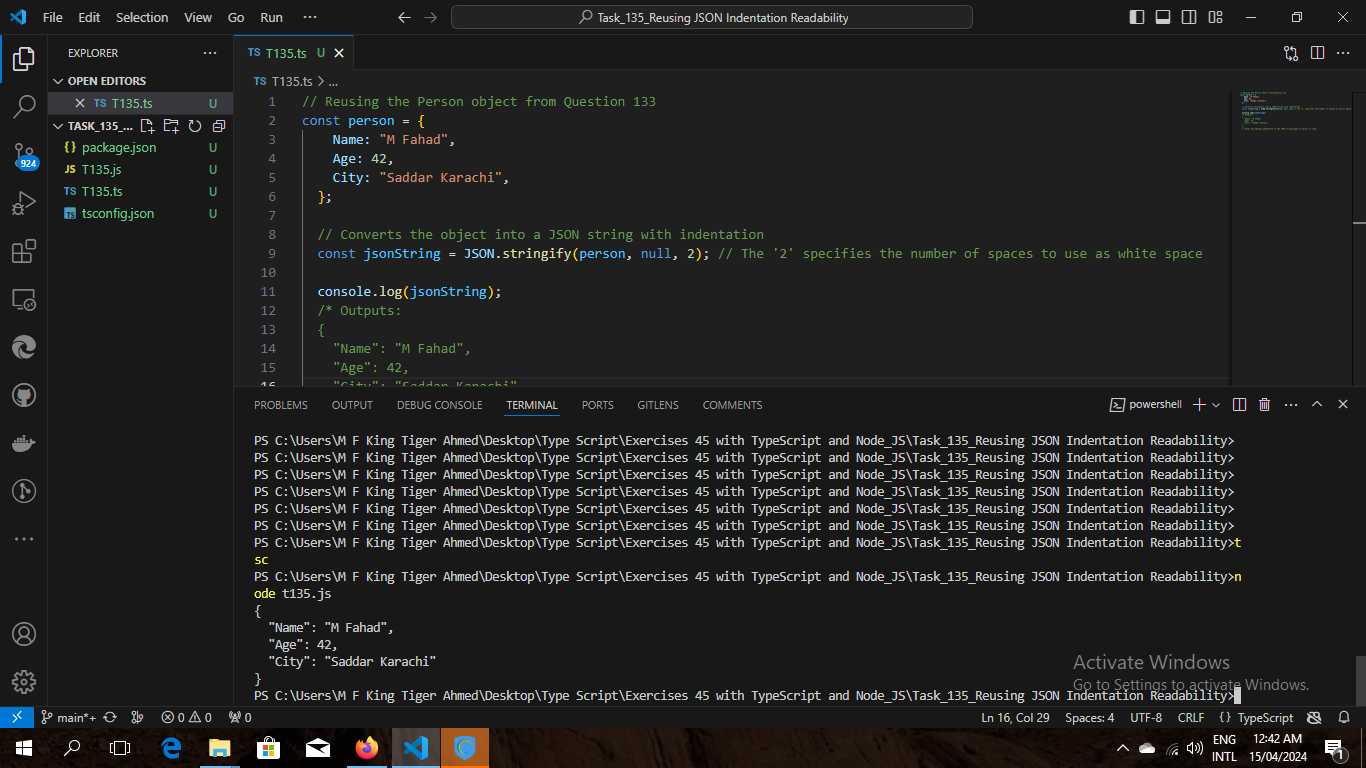 File Edit Selection View Go Run ··· Task_135_Reusing JSON Indentation Readability
EXPLORER ···
OPEN EDITORS
TS T135.ts U
TASK_135_...
{} package.json U
JS T135.js U
TS T135.ts U
TS tsconfig.json U
924
TS T135.ts U
TS T135.ts > ...
1 // Reusing the Person object from Question 133
2 const person = {
3 Name: "M Fahad",
4 Age: 42,
5 City: "Saddar Karachi",
6 };
7
8 // Converts the object into a JSON string with indentation
9 const jsonString = JSON.stringify(person, null, 2); // The '2' specifies the number of spaces to use as white space
10
11 console.log(jsonString);
12 /* Outputs:
13 {
14 "Name": "M Fahad",
15 "Age": 42,
16 "City": "Saddar Karachi"
PROBLEMS OUTPUT DEBUG CONSOLE TERMINAL PORTS GITLENS COMMENTS powershell
PS C:\Users\M F King Tiger Ahmed\Desktop\Type Script\Exercises 45 with TypeScript and Node_JS\Task_135_Reusing JSON Indentation Readability>
PS C:\Users\M F King Tiger Ahmed\Desktop\Type Script\Exercises 45 with TypeScript and Node_JS\Task_135_Reusing JSON Indentation Readability>
PS C:\Users\M F King Tiger Ahmed\Desktop\Type Script\Exercises 45 with TypeScript and Node_JS\Task_135_Reusing JSON Indentation Readability>
PS C:\Users\M F King Tiger Ahmed\Desktop\Type Script\Exercises 45 with TypeScript and Node_JS\Task_135_Reusing JSON Indentation Readability>
PS C:\Users\M F King Tiger Ahmed\Desktop\Type Script\Exercises 45 with TypeScript and Node_JS\Task_135_Reusing JSON Indentation Readability>
PS C:\Users\M F King Tiger Ahmed\Desktop\Type Script\Exercises 45 with TypeScript and Node_JS\Task_135_Reusing JSON Indentation Readability>
PS C:\Users\M F King Tiger Ahmed\Desktop\Type Script\Exercises 45 with TypeScript and Node_JS\Task_135_Reusing JSON Indentation Readability>t
sc
PS C:\Users\M F King Tiger Ahmed\Desktop\Type Script\Exercises 45 with TypeScript and Node_JS\Task_135_Reusing JSON Indentation Readability>n
ode t135.js
{
"Name": "M Fahad",
"Age": 42,
"City": "Saddar Karachi"
}
PS C:\Users\M F King Tiger Ahmed\Desktop\Type Script\Exercises 45 with TypeScript and Node_JS\Task_135_Reusing JSON Indentation Readability>
Activate Windows
Go to Settings to activate Windows.
main*+ 0 0 0 Ln 16, Col 29 Spaces: 4 UTF-8 CRLF {} TypeScript
ENG 12:42 AM
INTL 15/04/2024 1